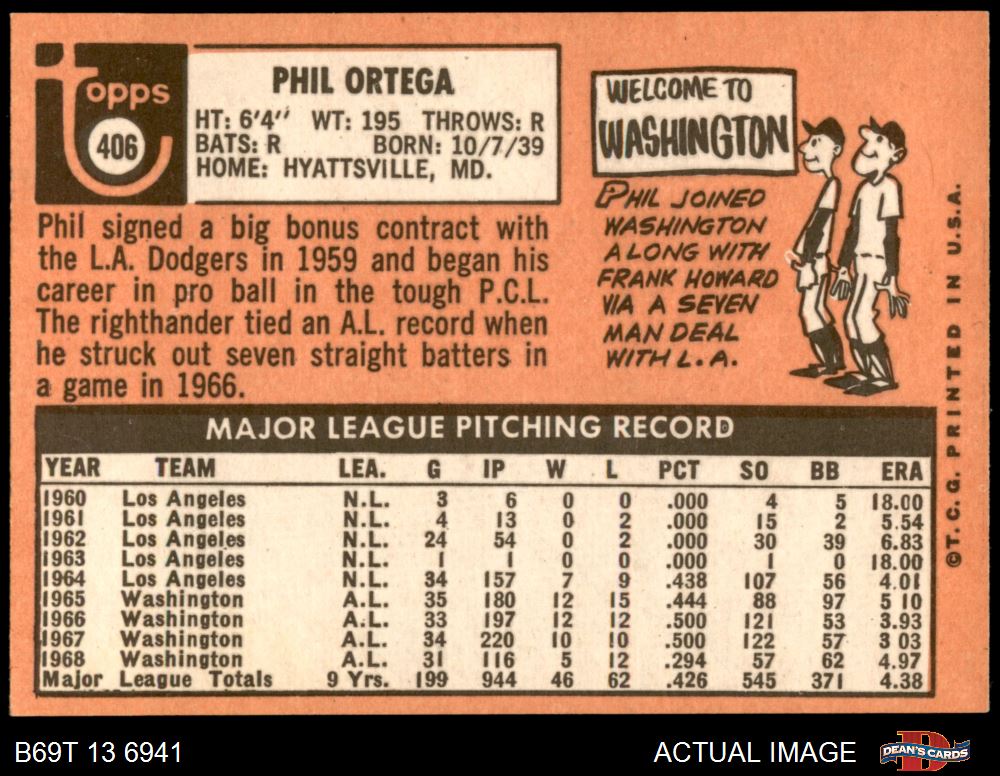 Topps
406
PHIL ORTEGA
HT: 6'4" WT: 195 THROWS: R
BATS: R BORN: 10/7/39
HOME: HYATTSVILLE, MD.
Phil signed a big bonus contract with
the L.A. Dodgers in 1959 and began his
career in pro ball in the tough P.C.L.
The righthander tied an A.L. record when
he struck out seven straight batters in
a game in 1966.
WELCOME TO
WASHINGTON
PHIL JOINED
WASHINGTON
ALONG WITH
FRANK HOWARD
VIA A SEVEN
MAN DEAL
WITH L.A.
©T. C. G. PRINTED IN U.S.A.
MAJOR LEAGUE PITCHING RECORD
YEAR TEAM LEA. G IP W L PCT SO BB ERA
1960 Los Angeles N.L. 3 6 0 0 .000 4 5 18.00
1961 Los Angeles N.L. 4 13 0 2 .000 15 2 5.54
1962 Los Angeles N.L. 24 54 0 2 .000 30 39 6.83
1963 Los Angeles N.L. 1 1 0 0 .000 1 0 18.00
1964 Los Angeles N.L. 34 157 7 9 .438 107 56 4.01
1965 Washington A.L. 35 180 12 15 .444 88 97 5 10
1966 Washington A.L. 33 197 12 12 .500 121 53 3.93
1967 Washington A.L. 34 220 10 10 .500 122 57 3 03
1968 Washington A.L. 31 116 5 12 .294 57 62 4.97
Major League Totals 9 Yrs. 199 944 46 62 .426 545 371 4.38
B69T 13 6941
ACTUAL IMAGE
D
DEAN'S CARDS